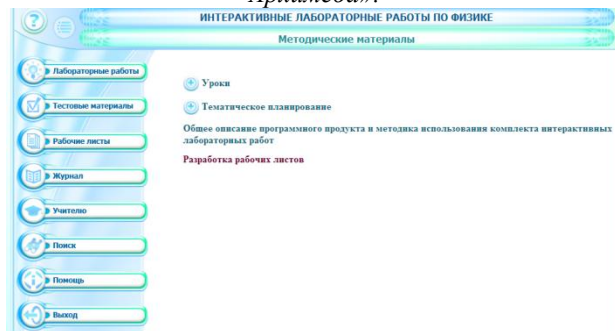 Архимеда».
ИНТЕРАКТИВНЫЕ ЛАБОРАТОРНЫЕ РАБОТЫ ПО ФИЗИКЕ
Методические материалы
Лабораторные работы
Тестовые материалы
Рабочие листы
Журнал
Учителю
Поиск
Помощь
Выход
Уроки
Тематическое планирование
Общее описание программного продукта и методика использования комплекта интерактивных
лабораторных работ
Разработка рабочих листов